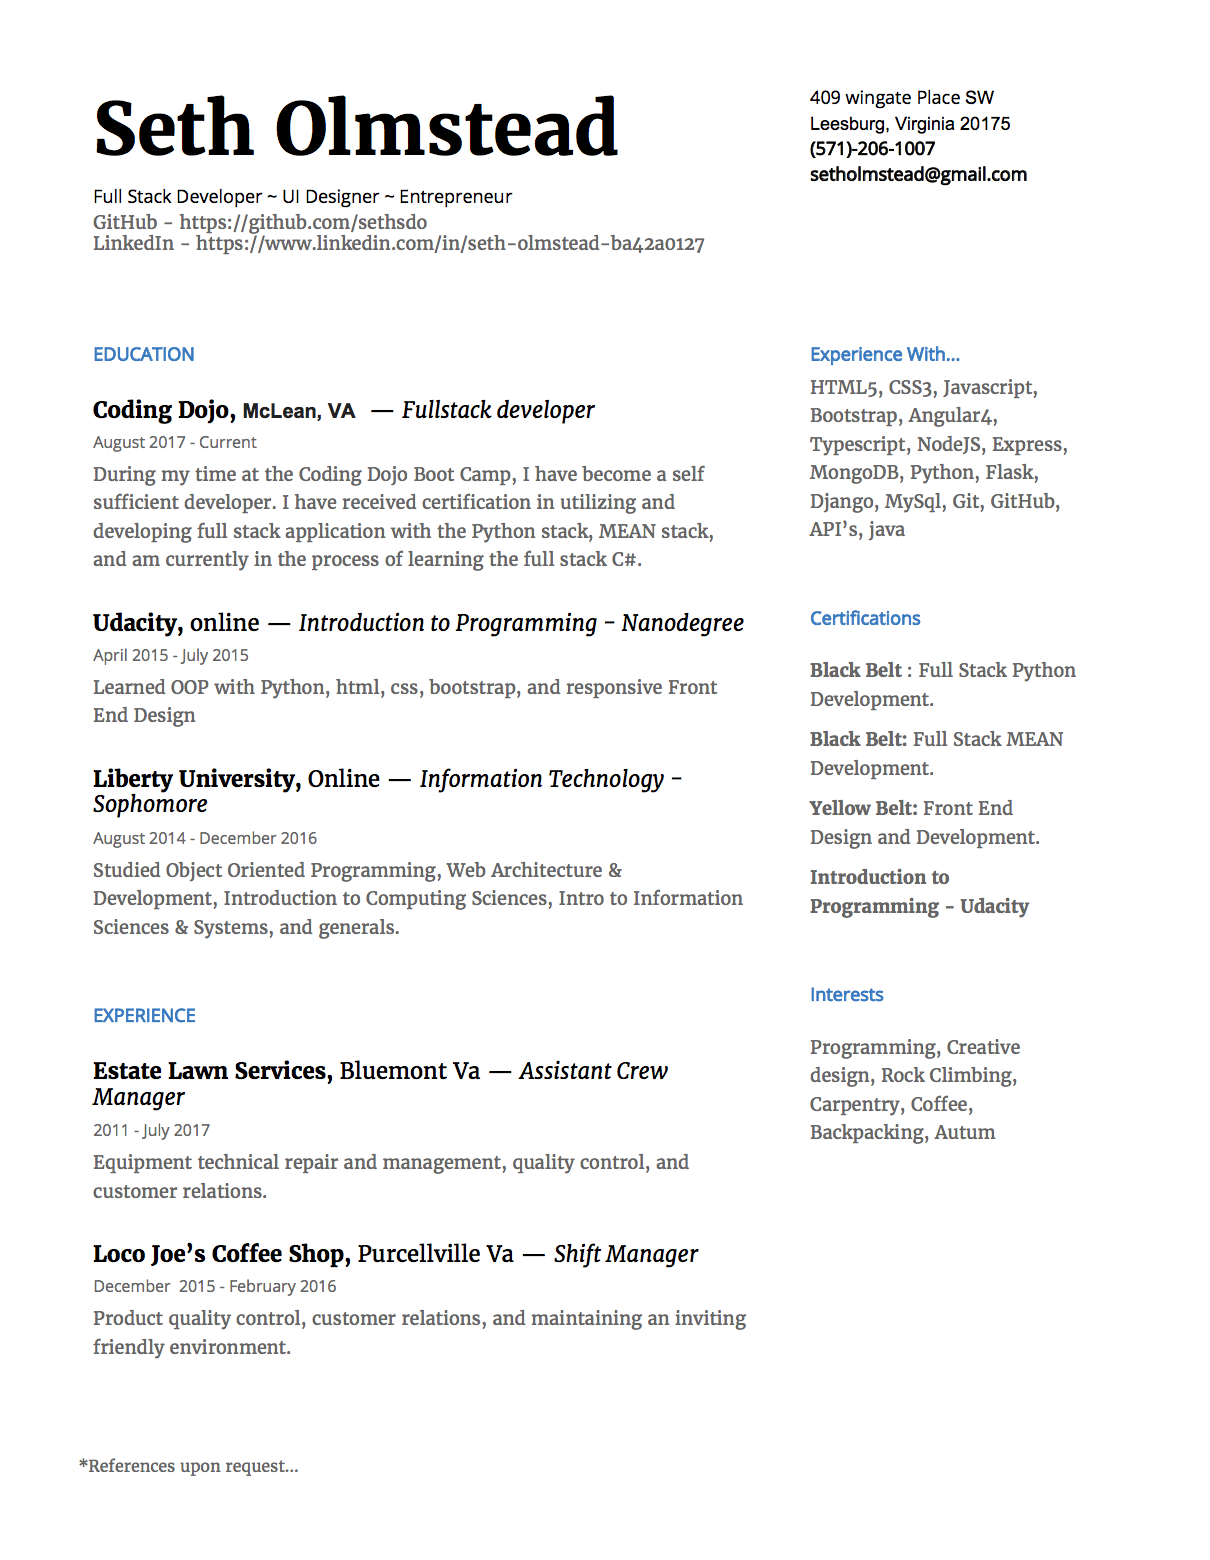 Seth Olmstead
Full Stack Developer ~ UI Designer ~ Entrepreneur
GitHub - https://github.com/sethsdo
LinkedIn - https://www.linkedin.com/in/seth-olmstead-ba42a0127
409 wingate Place SW
Leesburg, Virginia 20175
(571)-206-1007
setholmstead@gmail.com
EDUCATION
Coding Dojo, McLean, VA — Fullstack developer
August 2017 - Current
During my time at the Coding Dojo Boot Camp, I have become a self
sufficient developer. I have received certification in utilizing and
developing full stack application with the Python stack, MEAN stack,
and am currently in the process of learning the full stack C#.
Udacity, online — Introduction to Programming - Nanodegree
April 2015 - July 2015
Learned OOP with Python, html, css, bootstrap, and responsive Front
End Design
Liberty University, Online — Information Technology -
Sophomore
August 2014 - December 2016
Studied Object Oriented Programming, Web Architecture &
Development, Introduction to Computing Sciences, Intro to Information
Sciences & Systems, and generals.
EXPERIENCE
Estate Lawn Services, Bluemont Va — Assistant Crew
Manager
2011 - July 2017
Equipment technical repair and management, quality control, and
customer relations.
Loco Joe’s Coffee Shop, Purcellville Va — Shift Manager
December  2015 - February 2016
Product quality control, customer relations, and maintaining an inviting
friendly environment.
Experience With...
HTML5, CSS3, Javascript,
Bootstrap, Angular4,
Typescript, NodeJS, Express,
MongoDB, Python, Flask,
Django, MySql, Git, GitHub,
API’s, java
Certifications
Black Belt : Full Stack Python
Development.
Black Belt: Full Stack MEAN
Development.
Yellow Belt: Front End
Design and Development.
Introduction to
Programming - Udacity
Interests
Programming, Creative
design, Rock Climbing,
Carpentry, Coffee,
Backpacking, Autum
*References upon request...